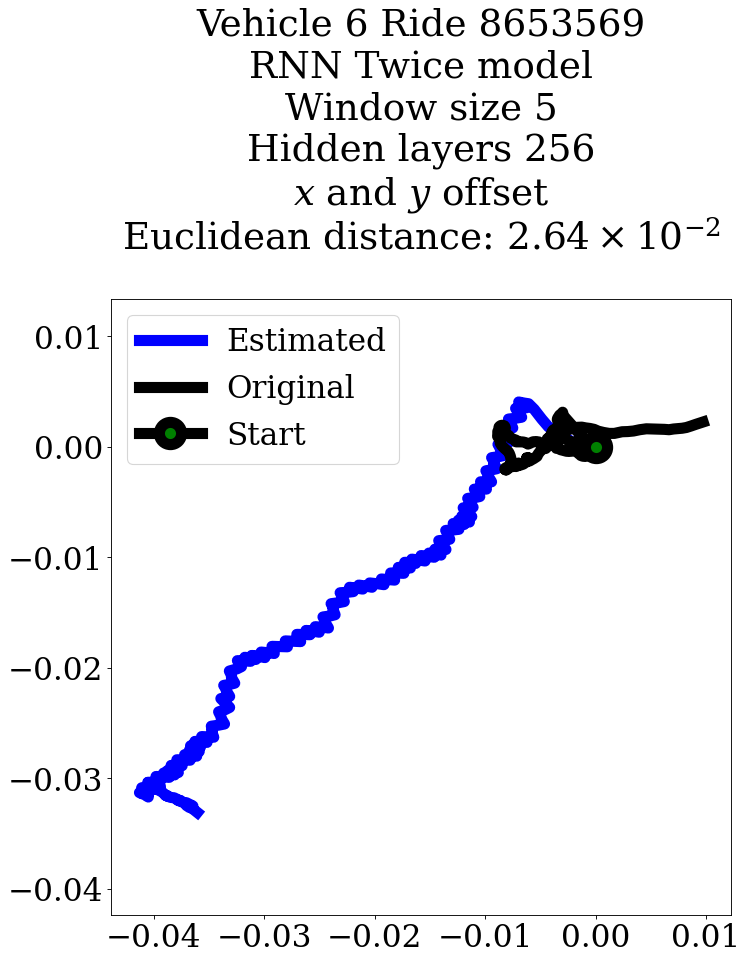 Vehicle 6 Ride 8653569
RNN Twice model
Window size 5
Hidden layers 256
x and y offset
Euclidean distance: 2.64 × 10⁻²
Estimated
Original
Start
0.01
0.00
−0.01
−0.02
−0.03
−0.04
−0.04 −0.03 −0.02 −0.01 0.00 0.01